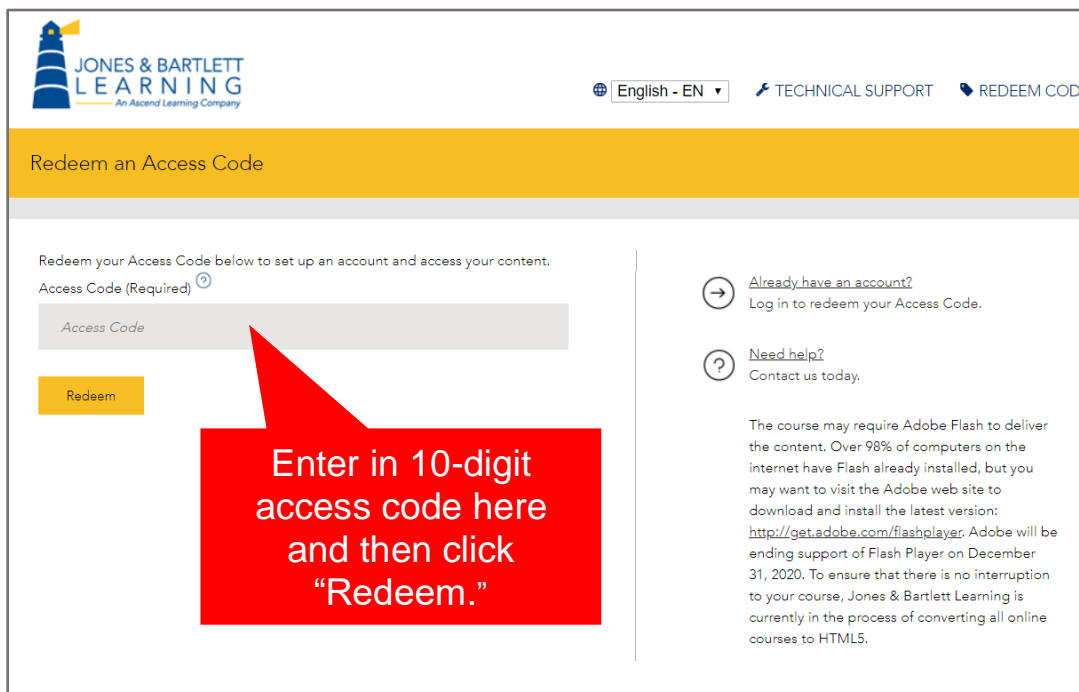 JONES & BARTLETT
LEARNING
An Ascend Learning Company
English - EN
TECHNICAL SUPPORT
REDEEM COD
Redeem an Access Code
Redeem your Access Code below to set up an account and access your content.
Access Code (Required) ?
Access Code
Redeem
Enter in 10-digit
access code here
and then click
“Redeem.”
Already have an account?
Log in to redeem your Access Code.
?
Need help?
Contact us today.
The course may require Adobe Flash to deliver
the content. Over 98% of computers on the
internet have Flash already installed, but you
may want to visit the Adobe web site to
download and install the latest version:
http://get.adobe.com/flashplayer. Adobe will be
ending support of Flash Player on December
31, 2020. To ensure that there is no interruption
to your course, Jones & Bartlett Learning is
currently in the process of converting all online
courses to HTML5.